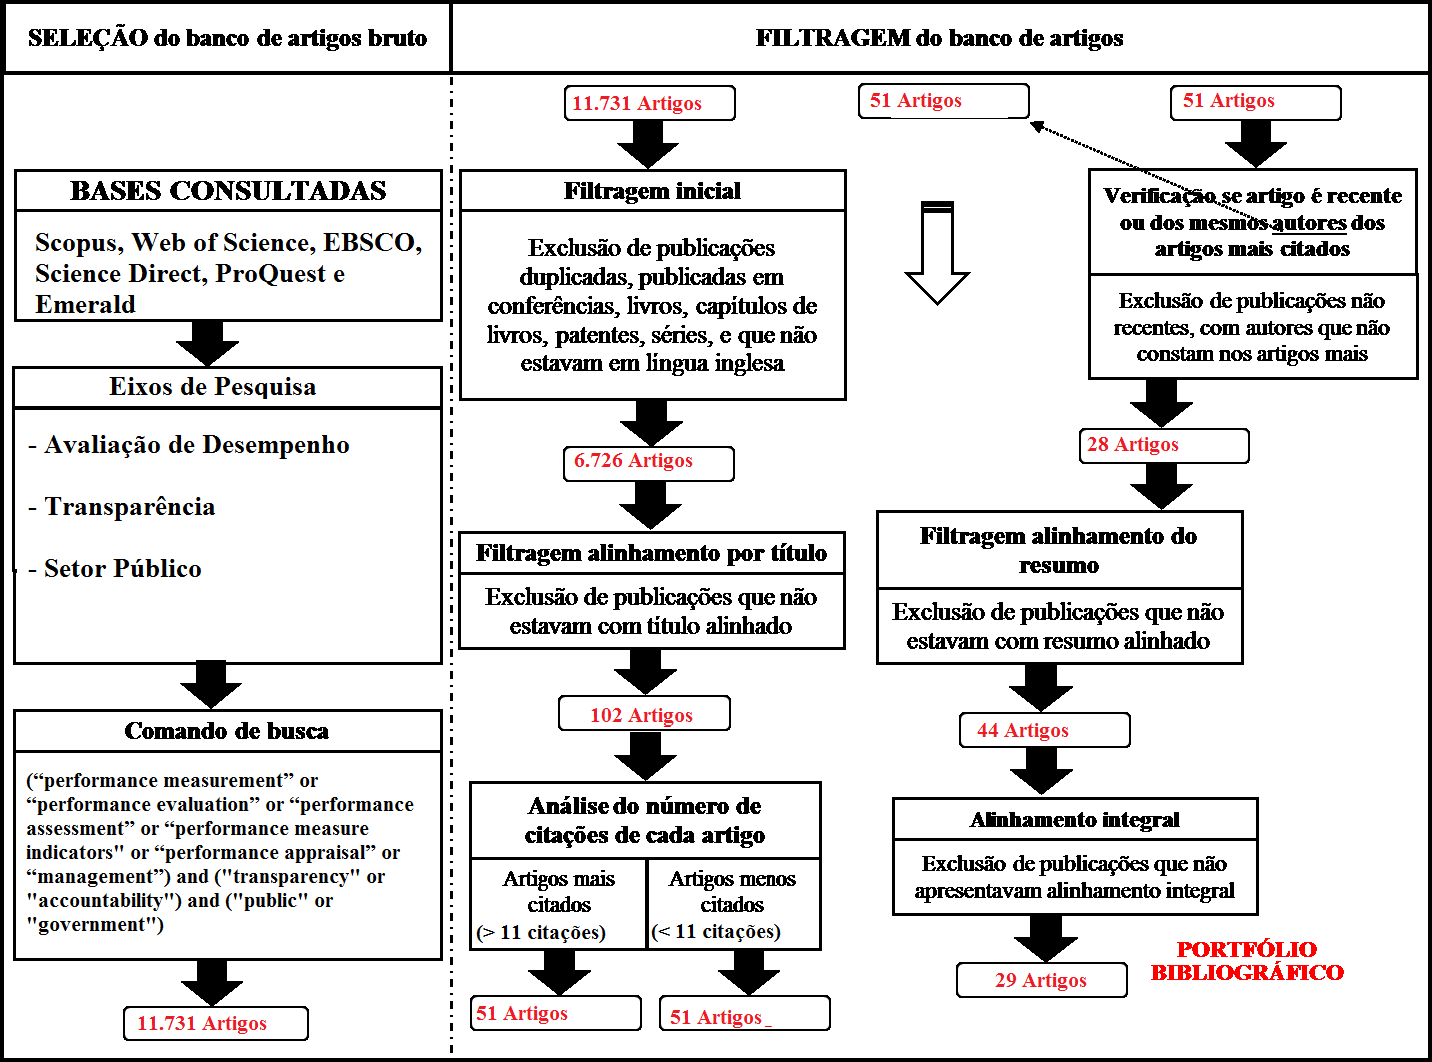 SELEÇÃO do banco de artigos bruto
FILTRAGEM do banco de artigos
BASES CONSULTADAS
Scopus, Web of Science, EBSCO,
Science Direct, ProQuest e
Emerald
Eixos de Pesquisa
- Avaliação de Desempenho
- Transparência
- Setor Público
Comando de busca
(“performance measurement” or
“performance evaluation” or “performance
assessment” or “performance measure
indicators" or “performance appraisal” or
“management”) and ("transparency" or
"accountability") and ("public" or
"government")
11.731 Artigos
11.731 Artigos
Filtragem inicial
Exclusão de publicações
duplicadas, publicadas em
conferências, livros, capítulos de
livros, patentes, séries, e que não
estavam em língua inglesa
6.726 Artigos
Filtragem alinhamento por título
Exclusão de publicações que não
estavam com título alinhado
102 Artigos
Análise do número de
citações de cada artigo
Artigos mais
citados
(> 11 citações)
Artigos menos
citados
(< 11 citações)
51 Artigos
51 Artigos
51 Artigos
51 Artigos
Verificação se artigo é recente
ou dos mesmos autores dos
artigos mais citados
Exclusão de publicações não
recentes, com autores que não
constam nos artigos mais
28 Artigos
Filtragem alinhamento do
resumo
Exclusão de publicações que não
estavam com resumo alinhado
44 Artigos
Alinhamento integral
Exclusão de publicações que não
apresentavam alinhamento integral
29 Artigos
PORTFÓLIO
BIBLIOGRÁFICO